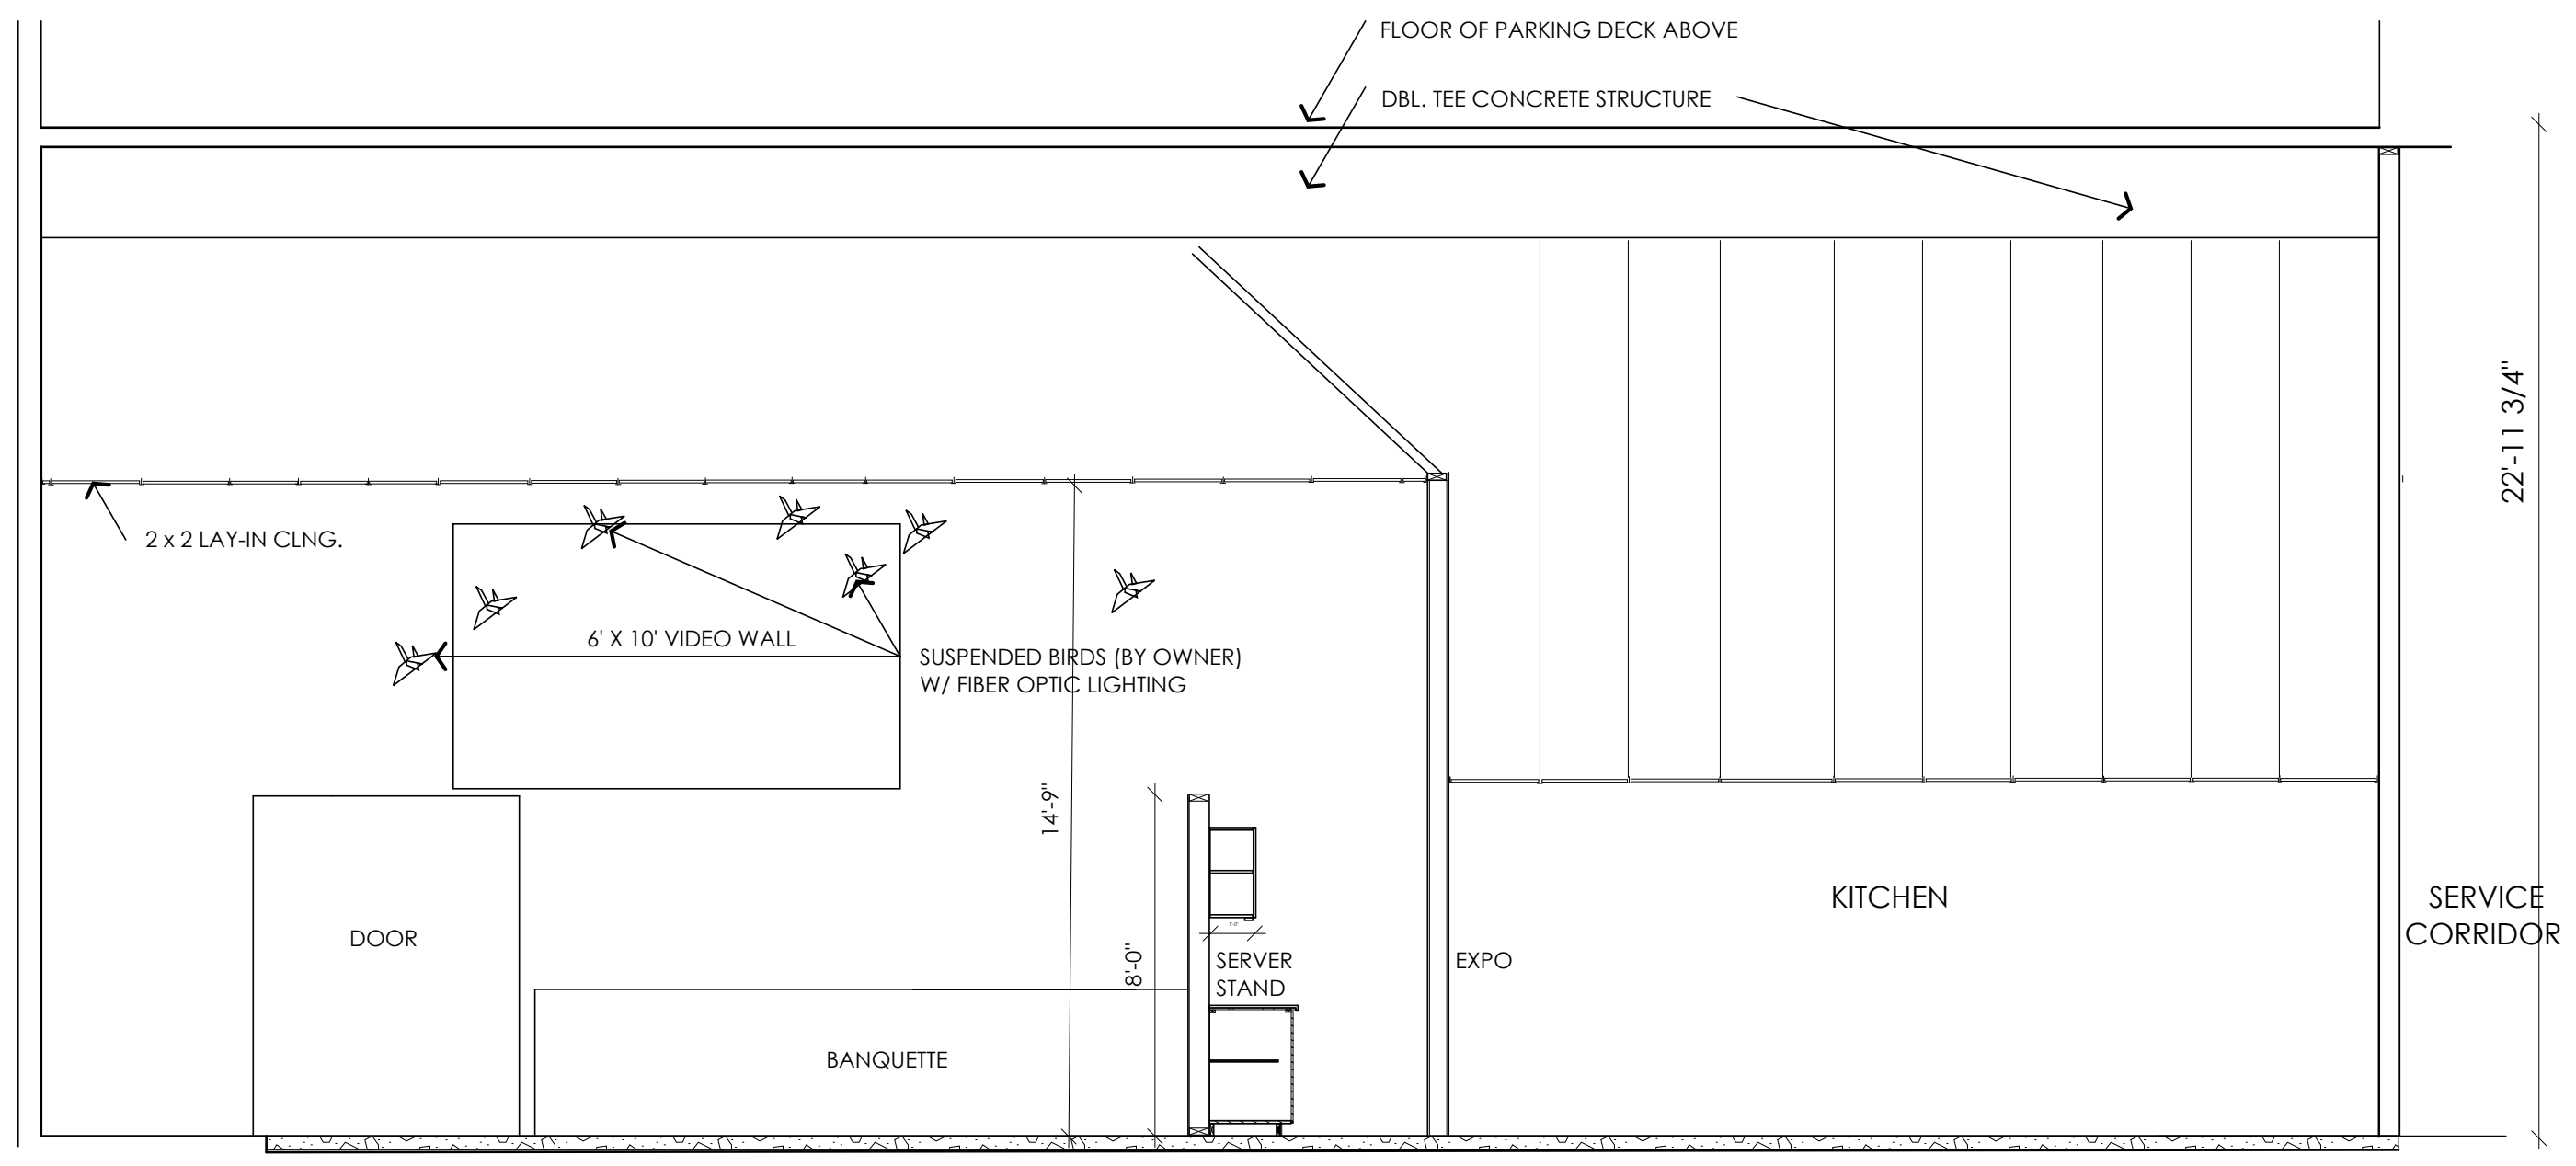 FLOOR OF PARKING DECK ABOVE
DBL. TEE CONCRETE STRUCTURE
22'-11 3/4"
2 x 2 LAY-IN CLNG.
6' X 10' VIDEO WALL
SUSPENDED BIRDS (BY OWNER)
W/ FIBER OPTIC LIGHTING
14'-9"
8'-0"
1'-0"
DOOR
BANQUETTE
SERVER
STAND
EXPO
KITCHEN
SERVICE
CORRIDOR